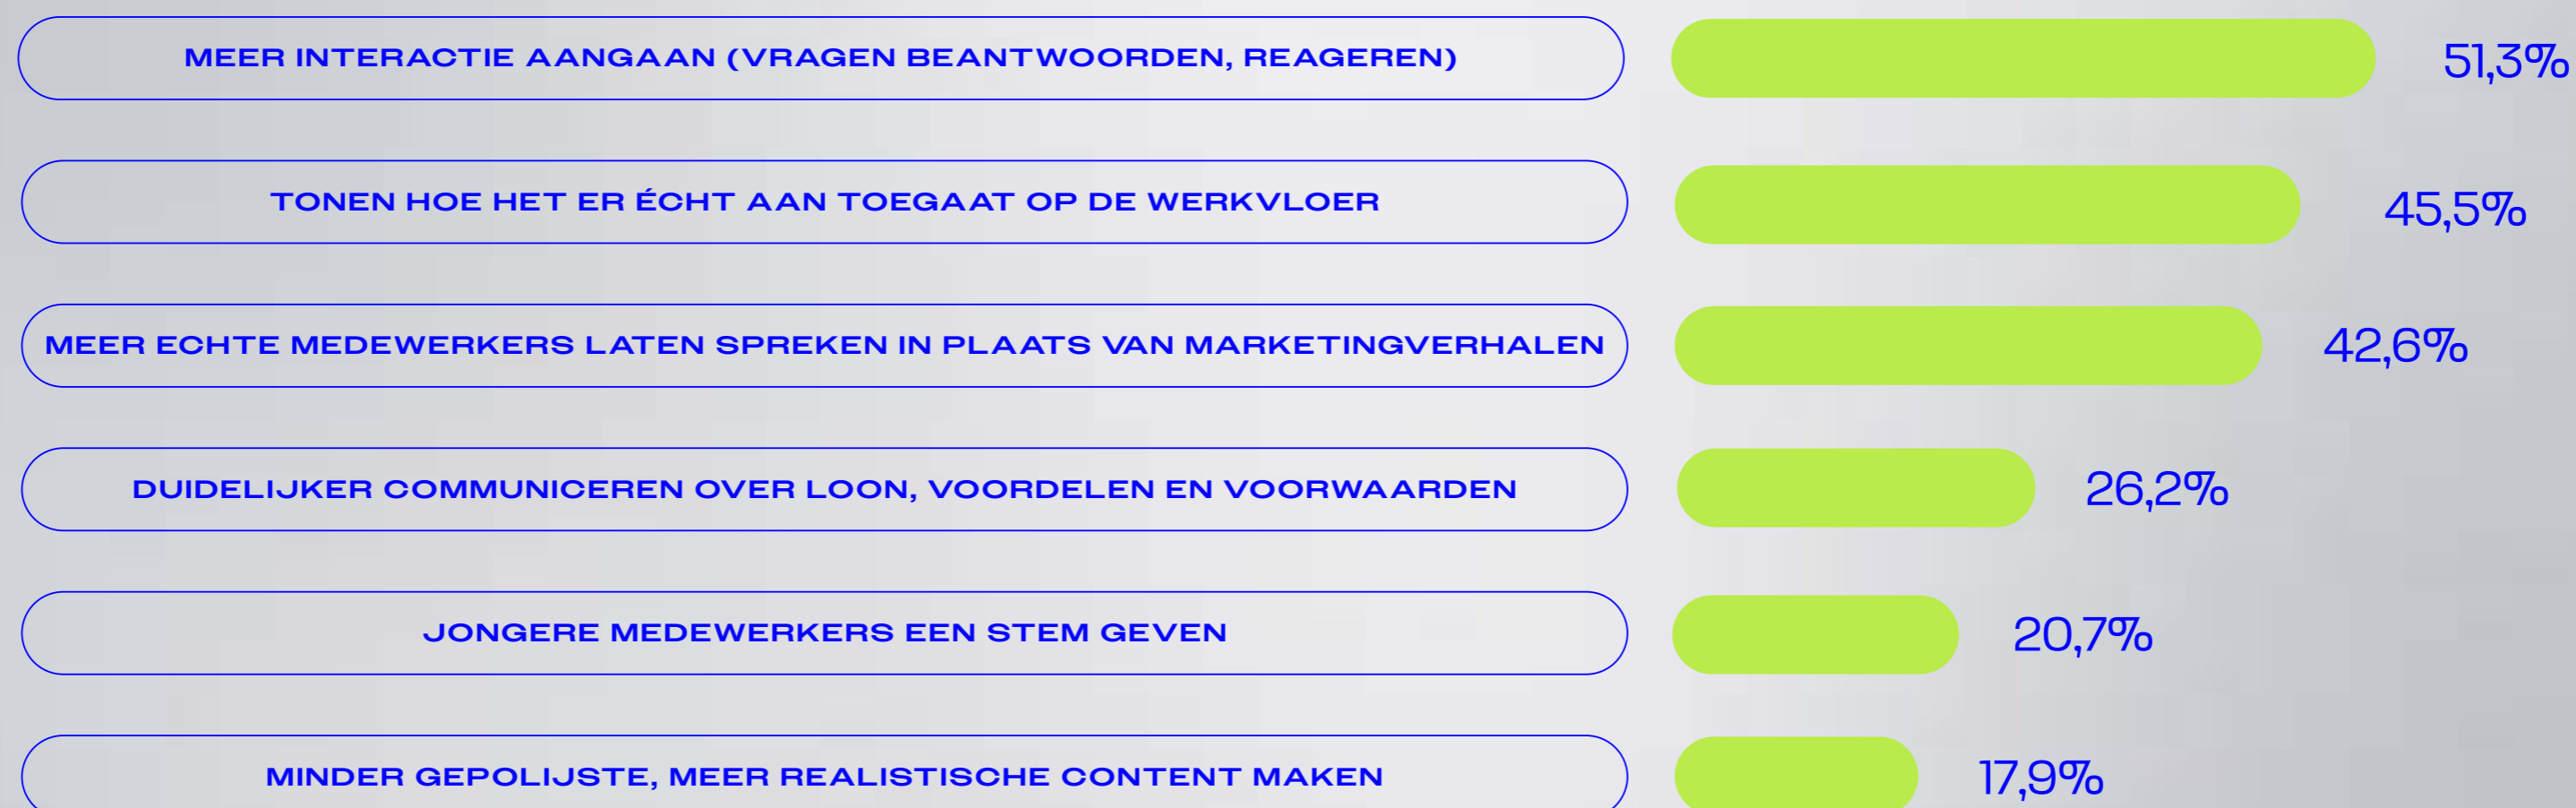 MEER INTERACTIE AANGAAN (VRAGEN BEANTWOORDEN, REAGEREN) 51,3%
TONEN HOE HET ER ÉCHT AAN TOEGAAT OP DE WERKVLOER 45,5%
MEER ECHTE MEDEWERKERS LATEN SPREKEN IN PLAATS VAN MARKETINGVERHALEN 42,6%
DUIDELIJKER COMMUNICEREN OVER LOON, VOORDELEN EN VOORWAARDEN 26,2%
JONGERE MEDEWERKERS EEN STEM GEVEN 20,7%
MINDER GEPOLIJSTE, MEER REALISTISCHE CONTENT MAKEN 17,9%